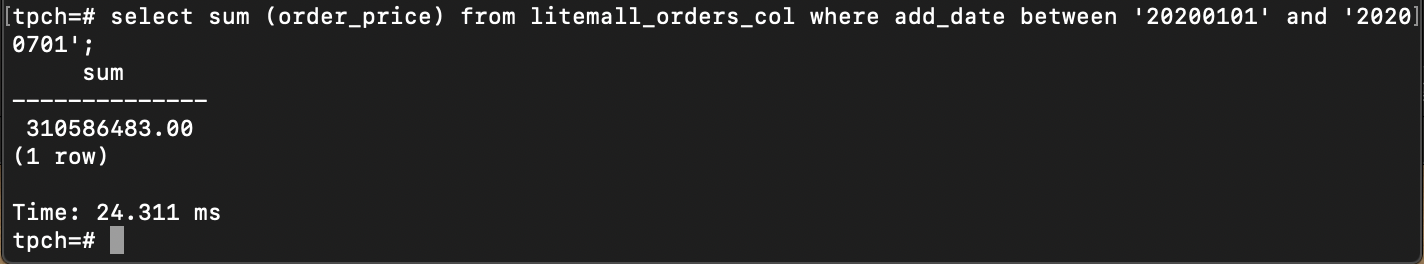 [tpch=# select sum (order_price) from litemall_orders_col where add_date between '20200101' and '2020]
0701';
     sum
--------------
 310586483.00
(1 row)

Time: 24.311 ms
tpch=#